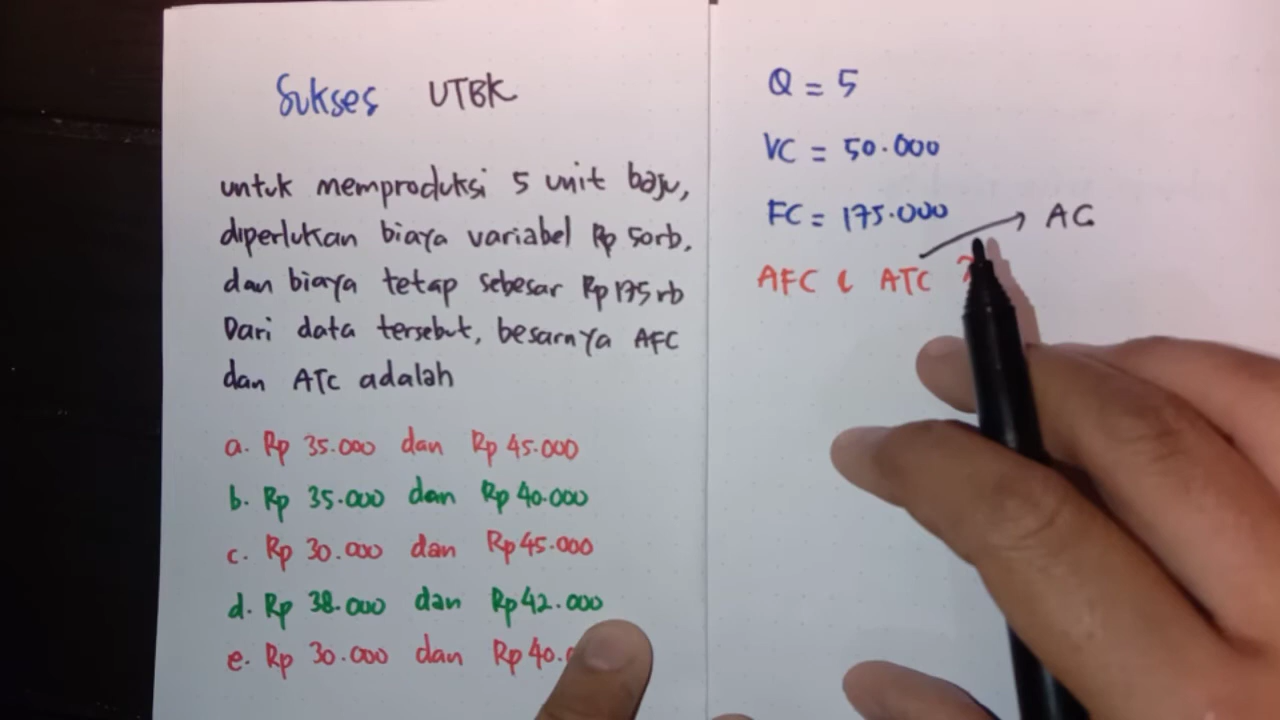 Sukses UTBK
untuk memproduksi 5 unit baju,
diperlukan biaya variabel Rp 50rb,
dan biaya tetap sebesar Rp 175 rb
Dari data tersebut, besarnya AFC
dan ATC adalah
a. Rp 35.000 dan Rp 45.000
b. Rp 35.000 dan Rp 40.000
c. Rp 30.000 dan Rp 45.000
d. Rp 38.000 dan Rp 42.000
e. Rp 30.000 dan Rp 40.
Q = 5
VC = 50.000
FC = 175.000
AC
AFC & ATC ?